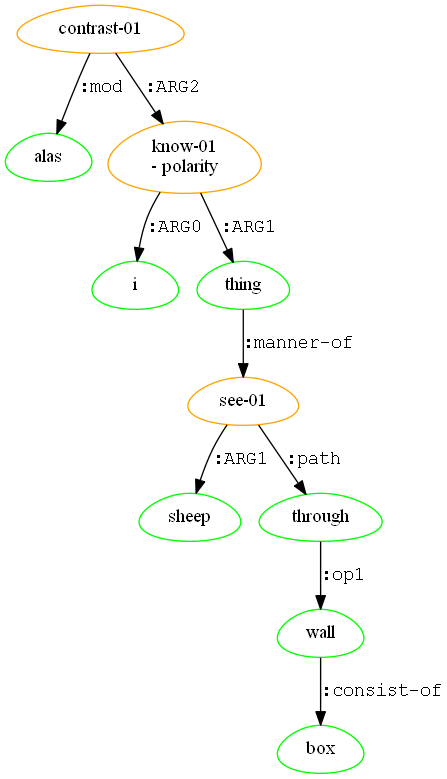 contrast-01
:mod
:ARG2
alas
know-01
- polarity
:ARG0
:ARG1
i
thing
:manner-of
see-01
:ARG1
:path
sheep
through
:op1
wall
:consist-of
box